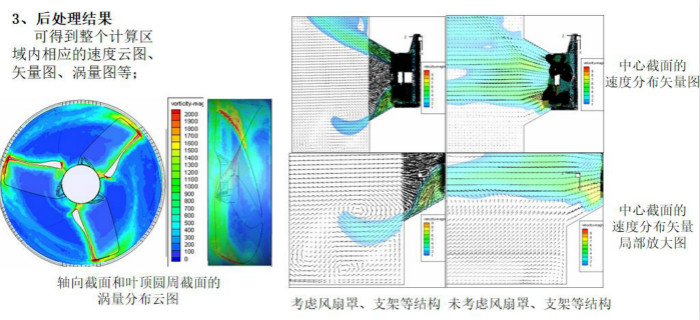 3、后处理结果
可得到整个计算区
域内相应的速度云图、
矢量图、涡量图等；
vorticity-mag
2000
1900
1800
1700
1600
1500
1400
1300
1200
1100
1000
900
800
700
600
500
400
300
200
100
0
轴向截面和叶顶圆周截面的
涡量分布云图
中心截面的
速度分布矢量图
中心截面的
速度分布矢量
局部放大图
考虑风扇罩、支架等结构
未考虑风扇罩、支架等结构